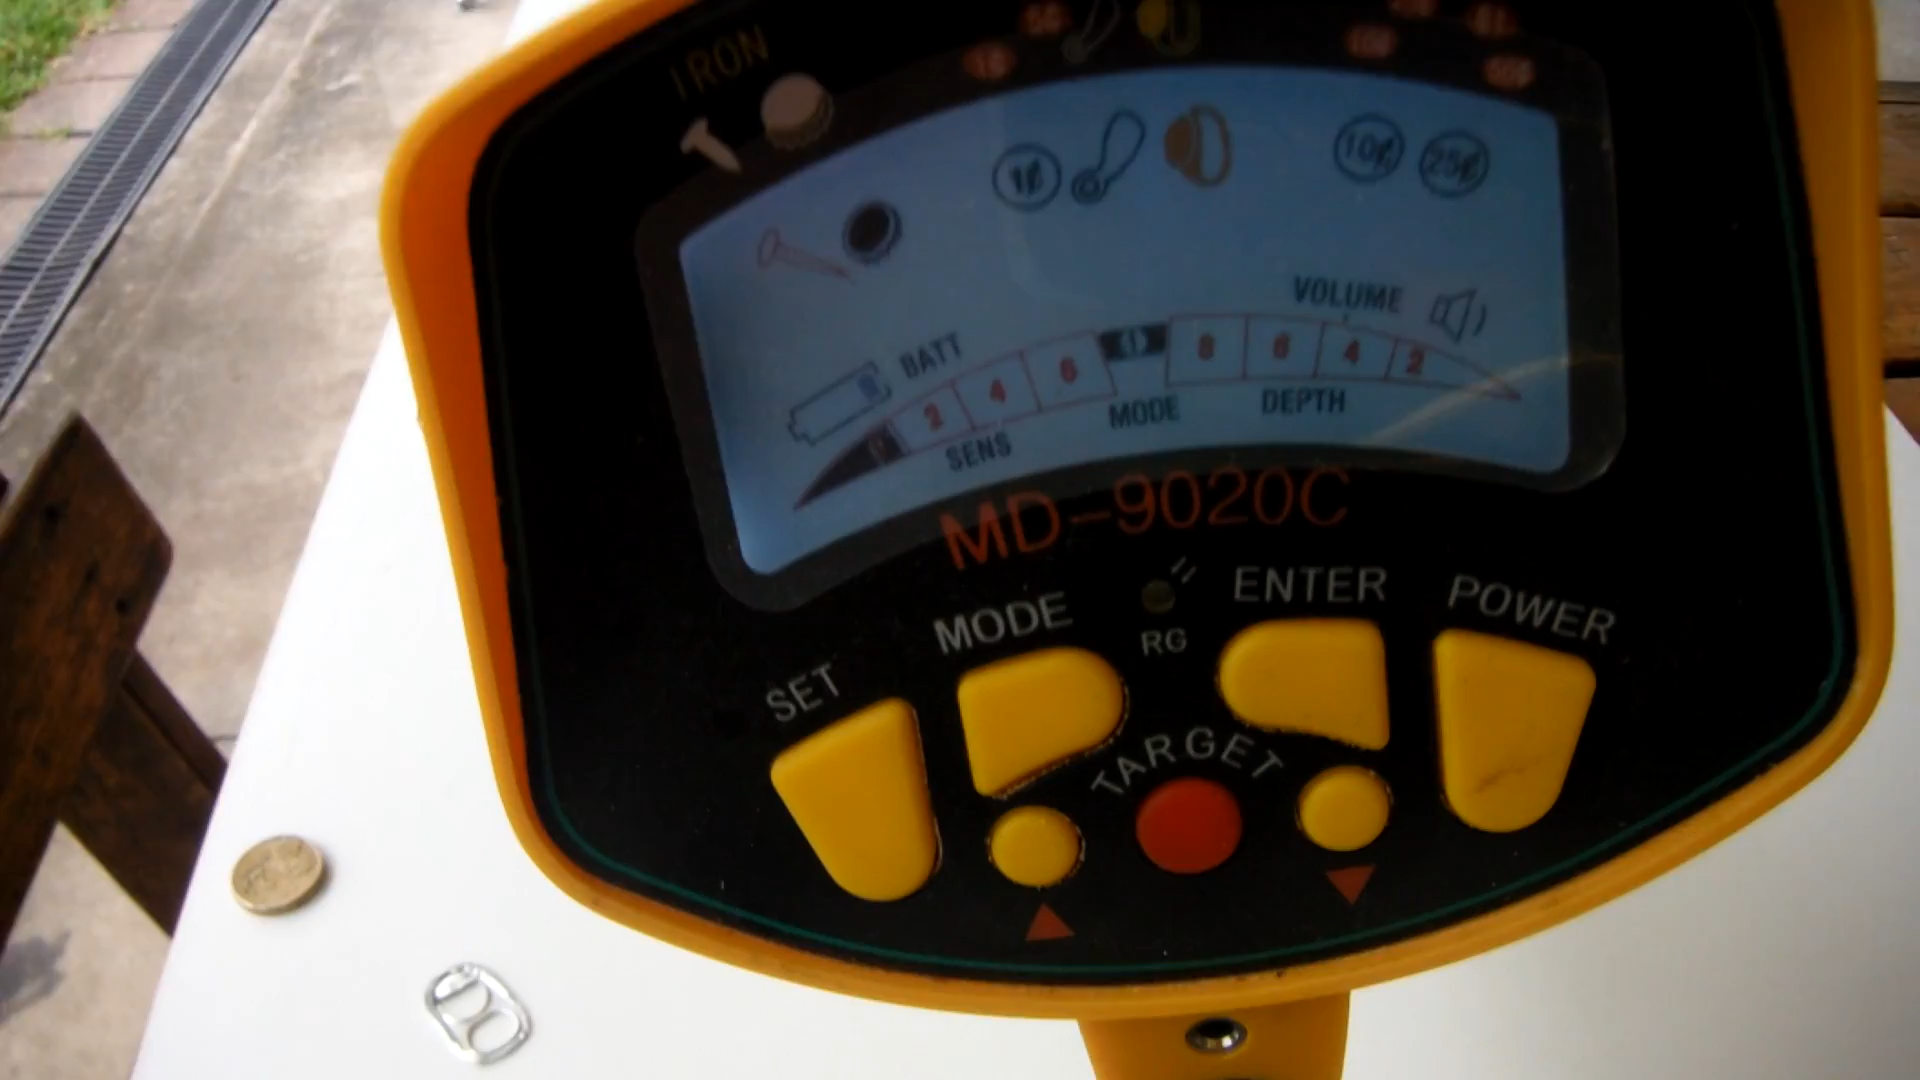 IRON
1¢ 10¢ 25¢
VOLUME
BATT
2 4 6 8 6 4 2
SENS MODE DEPTH
MD-9020C
SET MODE RG ENTER POWER
TARGET